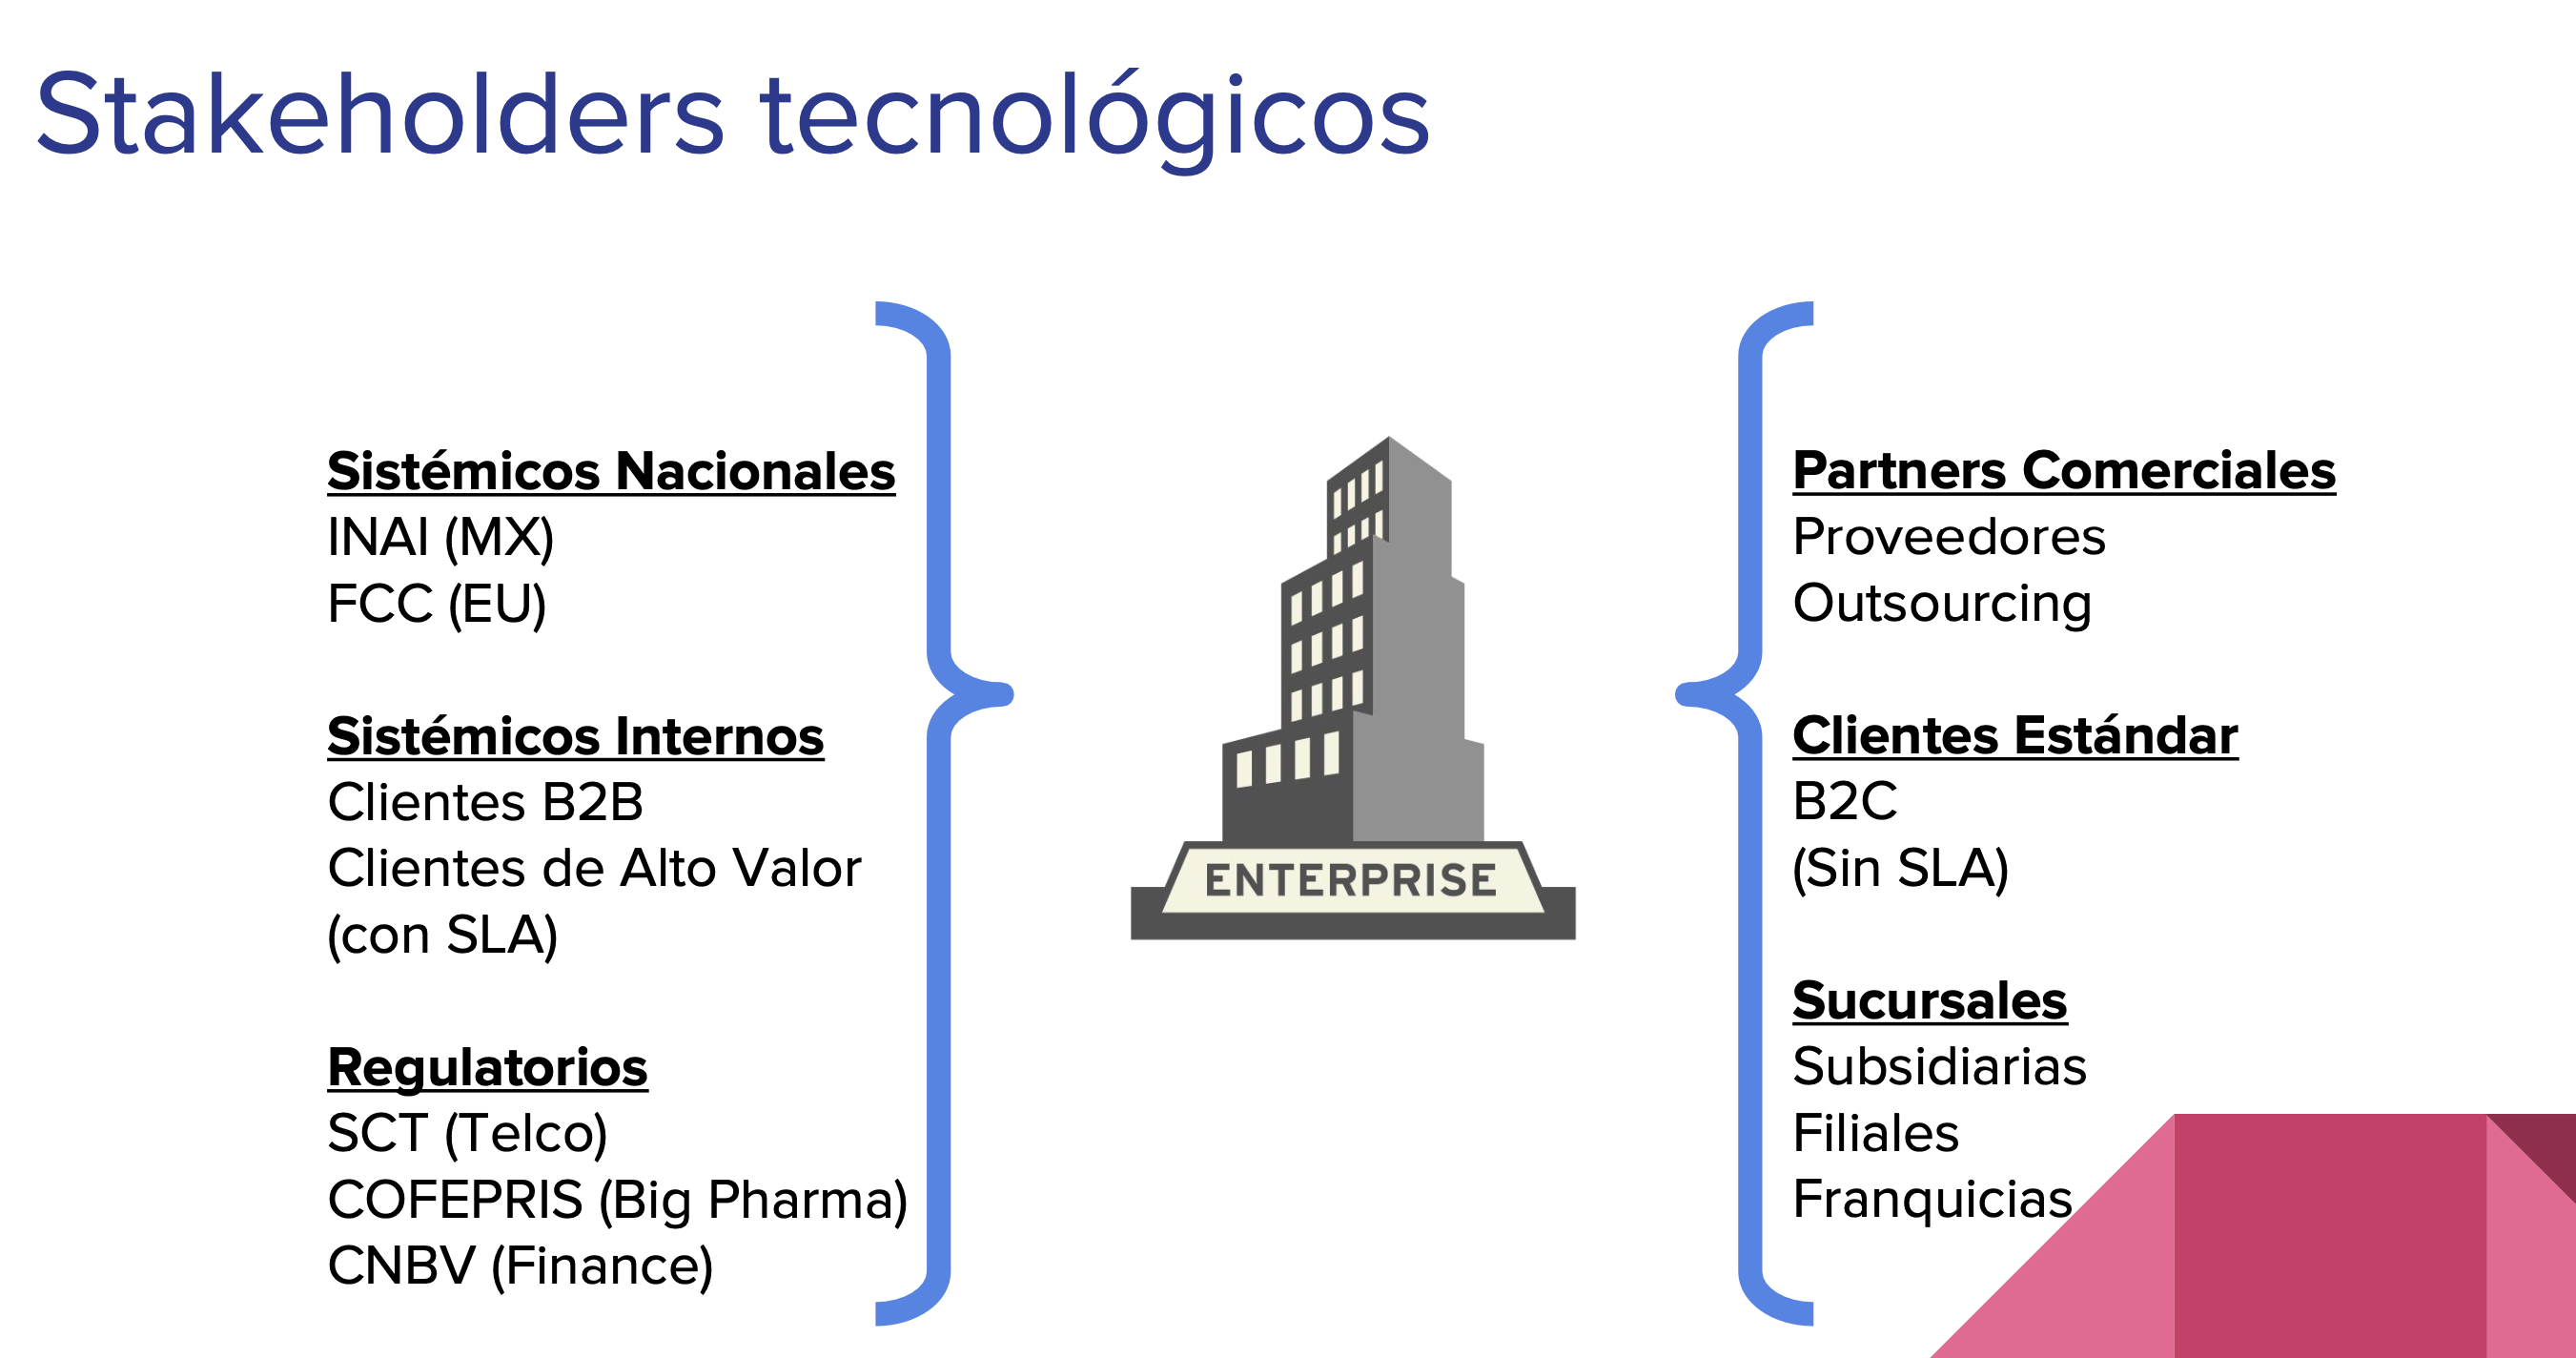 Stakeholders tecnológicos
Sistémicos Nacionales
INAI (MX)
FCC (EU)
Sistémicos Internos
Clientes B2B
Clientes de Alto Valor
(con SLA)
Regulatorios
SCT (Telco)
COFEPRIS (Big Pharma)
CNBV (Finance)
ENTERPRISE
Partners Comerciales
Proveedores
Outsourcing
Clientes Estándar
B2C
(Sin SLA)
Sucursales
Subsidiarias
Filiales
Franquicias